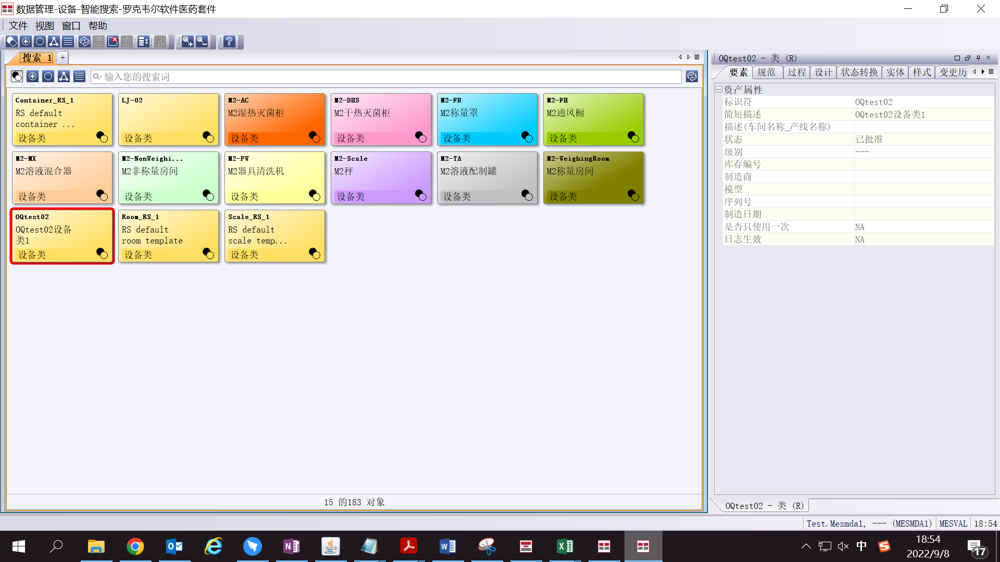 数据管理-设备-智能搜索-罗克韦尔软件医药套件
文件 视图 窗口 帮助
搜索 1 +
输入您的搜索词
Container_RS_1
RS default
container ...
设备类
LJ-02
设备类
M2-AC
M2湿热灭菌柜
设备类
M2-DHS
M2干热灭菌柜
设备类
M2-FB
M2称量罩
设备类
M2-FH
M2通风橱
设备类
M2-MX
M2溶液混合器
设备类
M2-NonWeighi...
M2非称量房间
设备类
M2-PW
M2器具清洗机
设备类
M2-Scale
M2秤
设备类
M2-TA
M2溶液配制罐
设备类
M2-WeighingRoom
M2称量房间
设备类
OQtest02
OQtest02设备
类1
设备类
Room_RS_1
RS default
room template
设备类
Scale_RS_1
RS default
scale temp...
设备类
15 的183 对象
OQtest02 - 类 (R)
要素 规范 过程 设计 状态转换 实体 样式 变更历
资产属性
标识符 OQtest02
简短描述 OQtest02设备类1
描述(车间名称_产线名称)
状态 已批准
级别 ---
库存编号
制造商
模型
序列号
制造日期
是否只使用一次 NA
日志生效 NA
OQtest02 - 类 (R)
Test.Mesmda1, --- (MESMDA1) MESVAL 18:54
中
18:54
2022/9/8
17